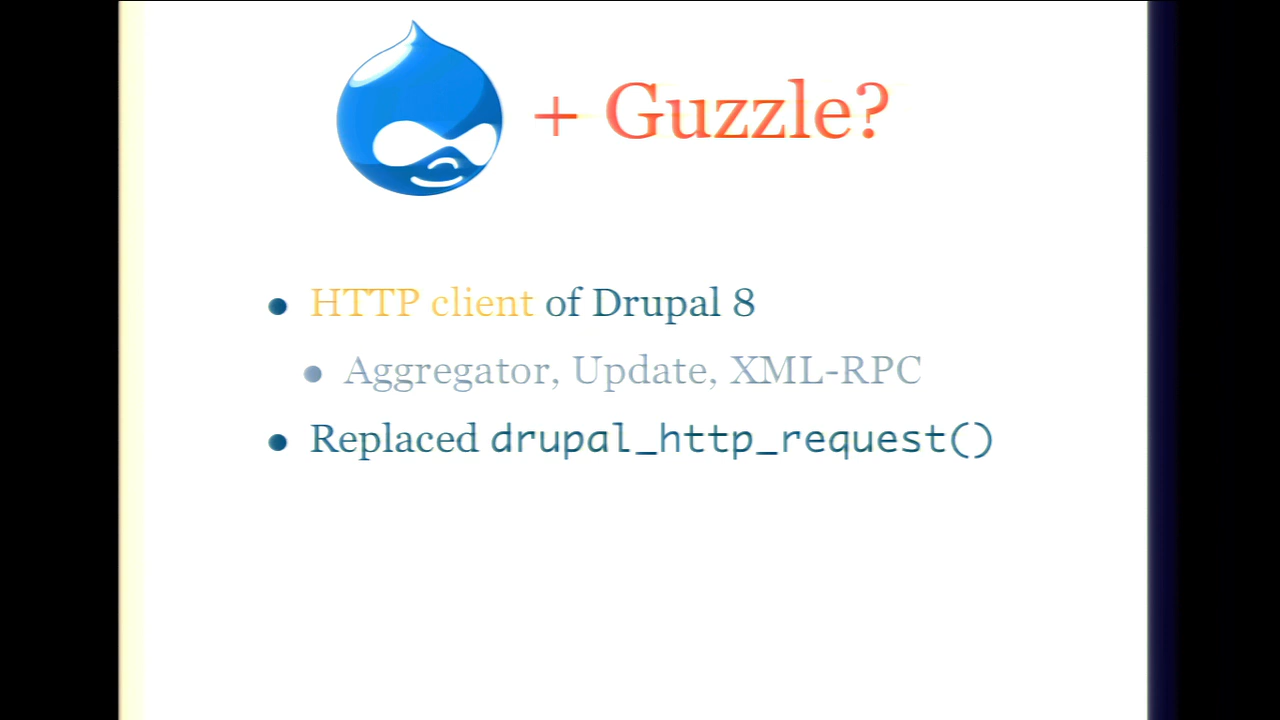 + Guzzle?
HTTP client of Drupal 8
Aggregator, Update, XML-RPC
Replaced drupal_http_request()